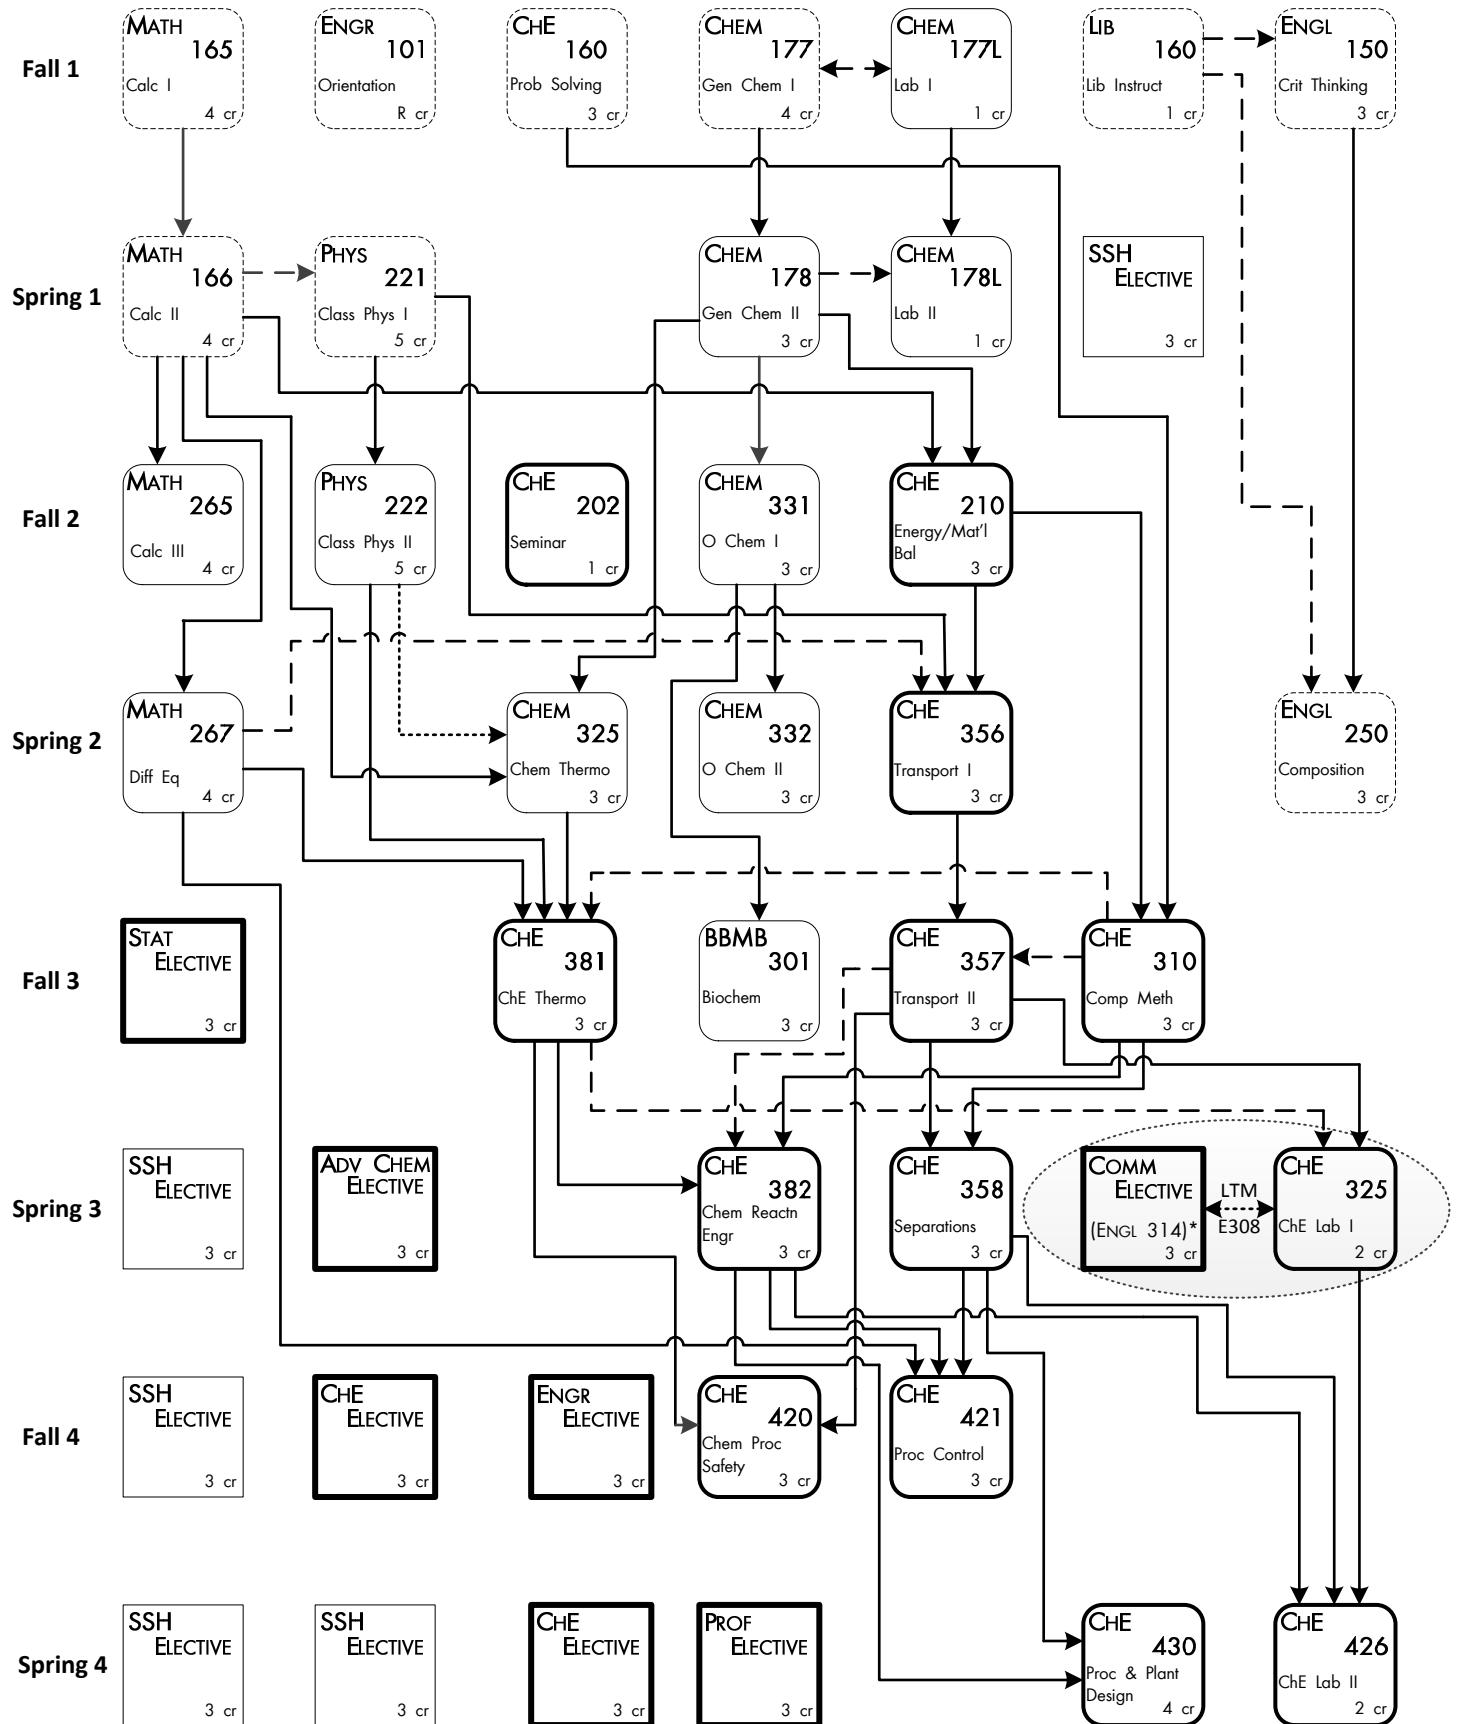 Fall 1
MATH
165
Calc I
4 cr
ENGR
101
Orientation
R cr
CHE
160
Prob Solving
3 cr
CHEM
177
Gen Chem I
4 cr
CHEM
177L
Lab I
1 cr
LIB
160
Lib Instruct
1 cr
ENGL
150
Crit Thinking
3 cr
Spring 1
MATH
166
Calc II
4 cr
PHYS
221
Class Phys I
5 cr
CHEM
178
Gen Chem II
3 cr
CHEM
178L
Lab II
1 cr
SSH
ELECTIVE
3 cr
Fall 2
MATH
265
Calc III
4 cr
PHYS
222
Class Phys II
5 cr
CHE
202
Seminar
1 cr
CHEM
331
O Chem I
3 cr
CHE
210
Energy/Mat'l
Bal
3 cr
Spring 2
MATH
267
Diff Eq
4 cr
CHEM
325
Chem Thermo
3 cr
CHEM
332
O Chem II
3 cr
CHE
356
Transport I
3 cr
ENGL
250
Composition
3 cr
Fall 3
STAT
ELECTIVE
3 cr
CHE
381
ChE Thermo
3 cr
BBMB
301
Biochem
3 cr
CHE
357
Transport II
3 cr
CHE
310
Comp Meth
3 cr
Spring 3
SSH
ELECTIVE
3 cr
ADV CHEM
ELECTIVE
3 cr
CHE
382
Chem Reactn
Engr
3 cr
CHE
358
Separations
3 cr
COMM
ELECTIVE
(ENGL 314)*
3 cr
LTM
E308
CHE
325
ChE Lab I
2 cr
Fall 4
SSH
ELECTIVE
3 cr
CHE
ELECTIVE
3 cr
ENGR
ELECTIVE
3 cr
CHE
420
Chem Proc
Safety
3 cr
CHE
421
Proc Control
3 cr
Spring 4
SSH
ELECTIVE
3 cr
SSH
ELECTIVE
3 cr
CHE
ELECTIVE
3 cr
PROF
ELECTIVE
3 cr
CHE
430
Proc & Plant
Design
4 cr
CHE
426
ChE Lab II
2 cr